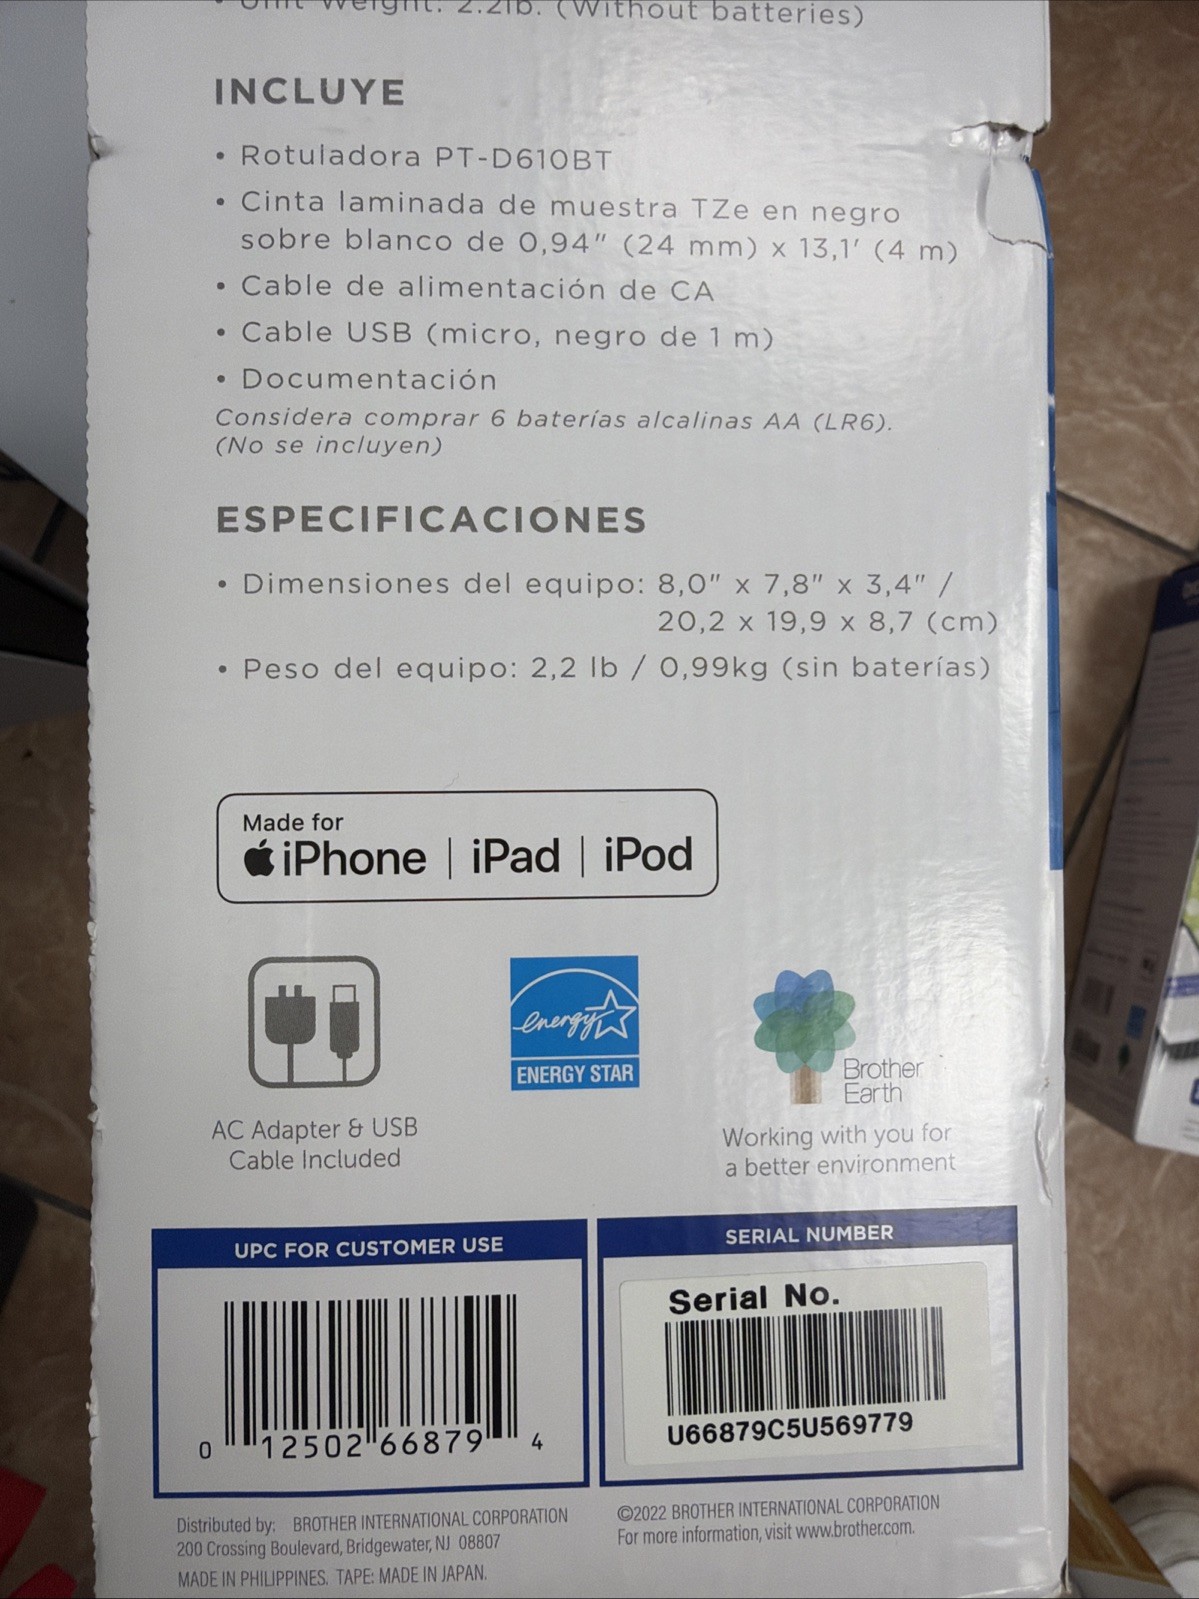 Unit Weight: 2.2lb. (Without batteries)
INCLUYE
• Rotuladora PT-D610BT
• Cinta laminada de muestra TZe en negro
sobre blanco de 0,94" (24 mm) x 13,1' (4 m)
• Cable de alimentación de CA
• Cable USB (micro, negro de 1 m)
• Documentación
Considera comprar 6 baterías alcalinas AA (LR6).
(No se incluyen)
ESPECIFICACIONES
• Dimensiones del equipo: 8,0" x 7,8" x 3,4" /
20,2 x 19,9 x 8,7 (cm)
• Peso del equipo: 2,2 lb / 0,99kg (sin baterías)
Made for
iPhone | iPad | iPod
energy
ENERGY STAR
Brother
Earth
AC Adapter & USB
Cable Included
Working with you for
a better environment
UPC FOR CUSTOMER USE
0 12502 66879 4
SERIAL NUMBER
Serial No.
U66879C5U569779
Distributed by: BROTHER INTERNATIONAL CORPORATION
200 Crossing Boulevard, Bridgewater, NJ 08807
MADE IN PHILIPPINES. TAPE: MADE IN JAPAN.
©2022 BROTHER INTERNATIONAL CORPORATION
For more information, visit www.brother.com.